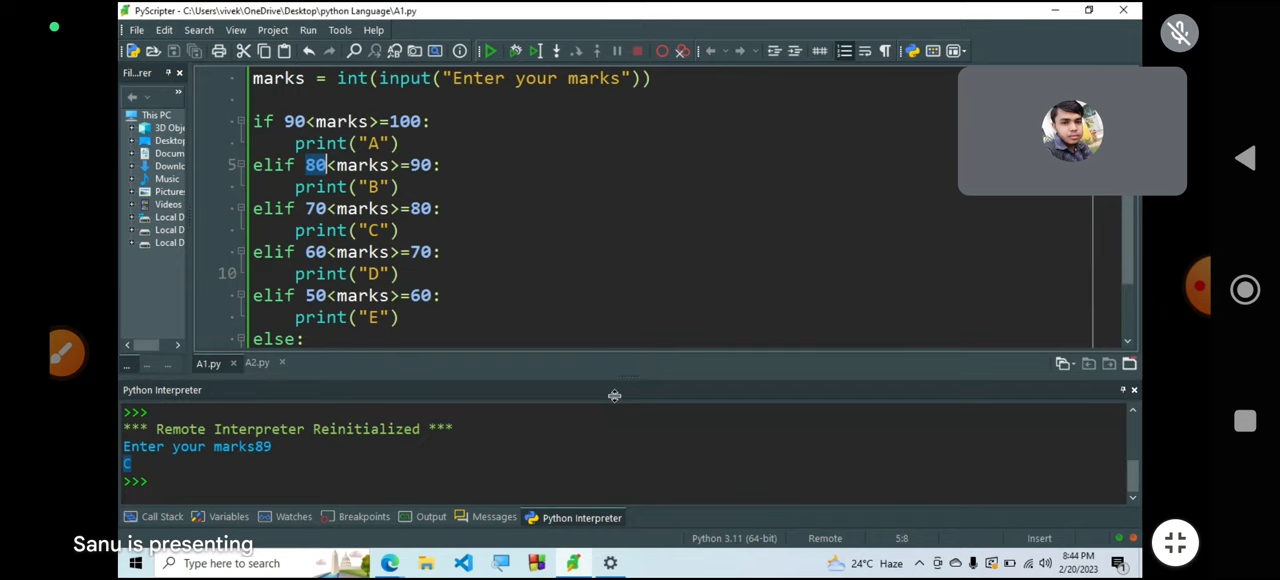 PyScripter - C:\Users\vivek\OneDrive\Desktop\python Language\A1.py
File Edit Search View Project Run Tools Help
Fil...rer
This PC
3D Obje
Desktop
Docum
Downlo
Music
Pictures
Videos
Local D
Local D
Local D
marks = int(input("Enter your marks"))
if 90<marks>=100:
print("A")
5 elif 80<marks>=90:
print("B")
elif 70<marks>=80:
print("C")
elif 60<marks>=70:
10 print("D")
elif 50<marks>=60:
print("E")
else:
... ... ... A1.py × A2.py ×
Python Interpreter
>>>
*** Remote Interpreter Reinitialized ***
Enter your marks89
C
>>>
Call Stack Variables Watches Breakpoints Output Messages Python Interpreter
Python 3.11 (64-bit) Remote 5:8 Insert
Sanu is presenting
Type here to search
24°C Haze
8:44 PM
2/20/2023
1